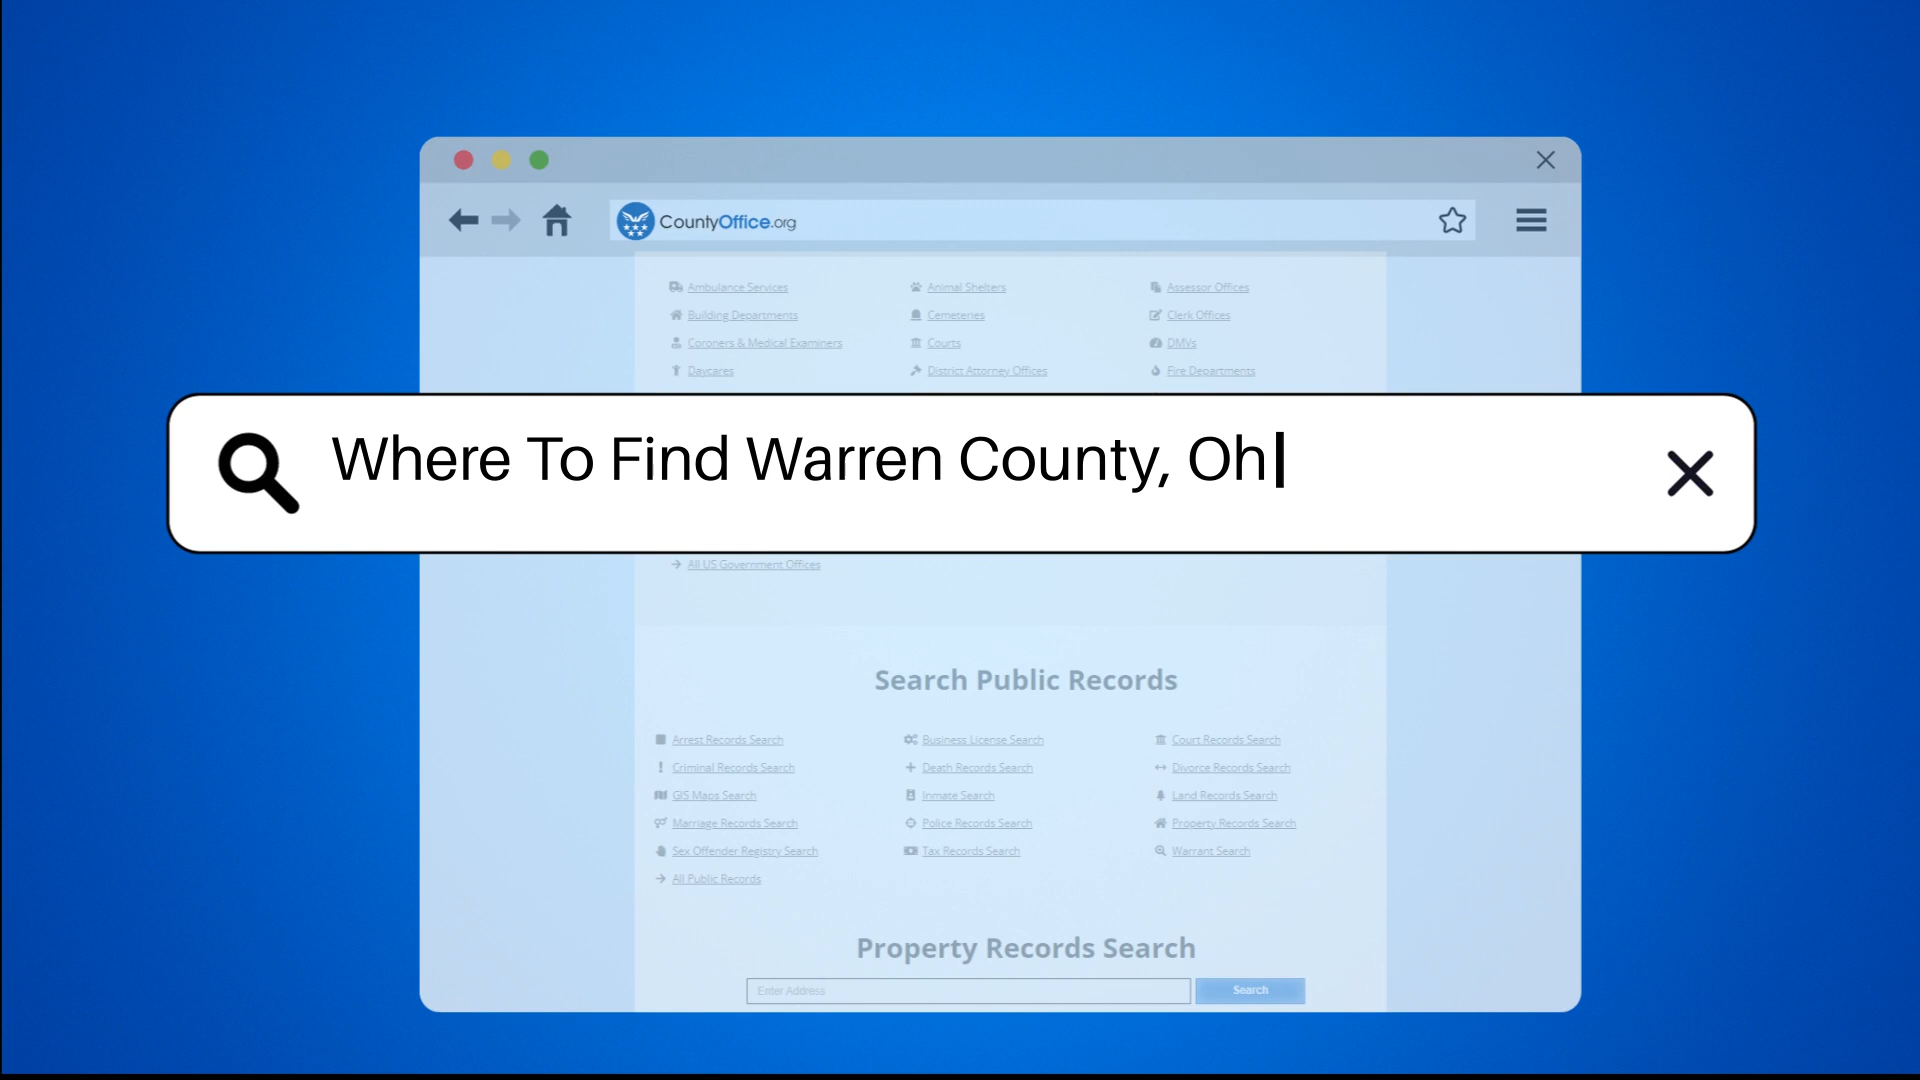 CountyOffice.org
Ambulance Services Animal Shelters Assessor Offices
Building Departments Cemeteries Clerk Offices
Coroners & Medical Examiners Courts DMVs
Daycares District Attorney Offices Fire Departments
Where To Find Warren County, Oh
All US Government Offices
Search Public Records
Arrest Records Search Business License Search Court Records Search
Criminal Records Search Death Records Search Divorce Records Search
GIS Maps Search Inmate Search Land Records Search
Marriage Records Search Police Records Search Property Records Search
Sex Offender Registry Search Tax Records Search Warrant Search
All Public Records
Property Records Search
Enter Address Search